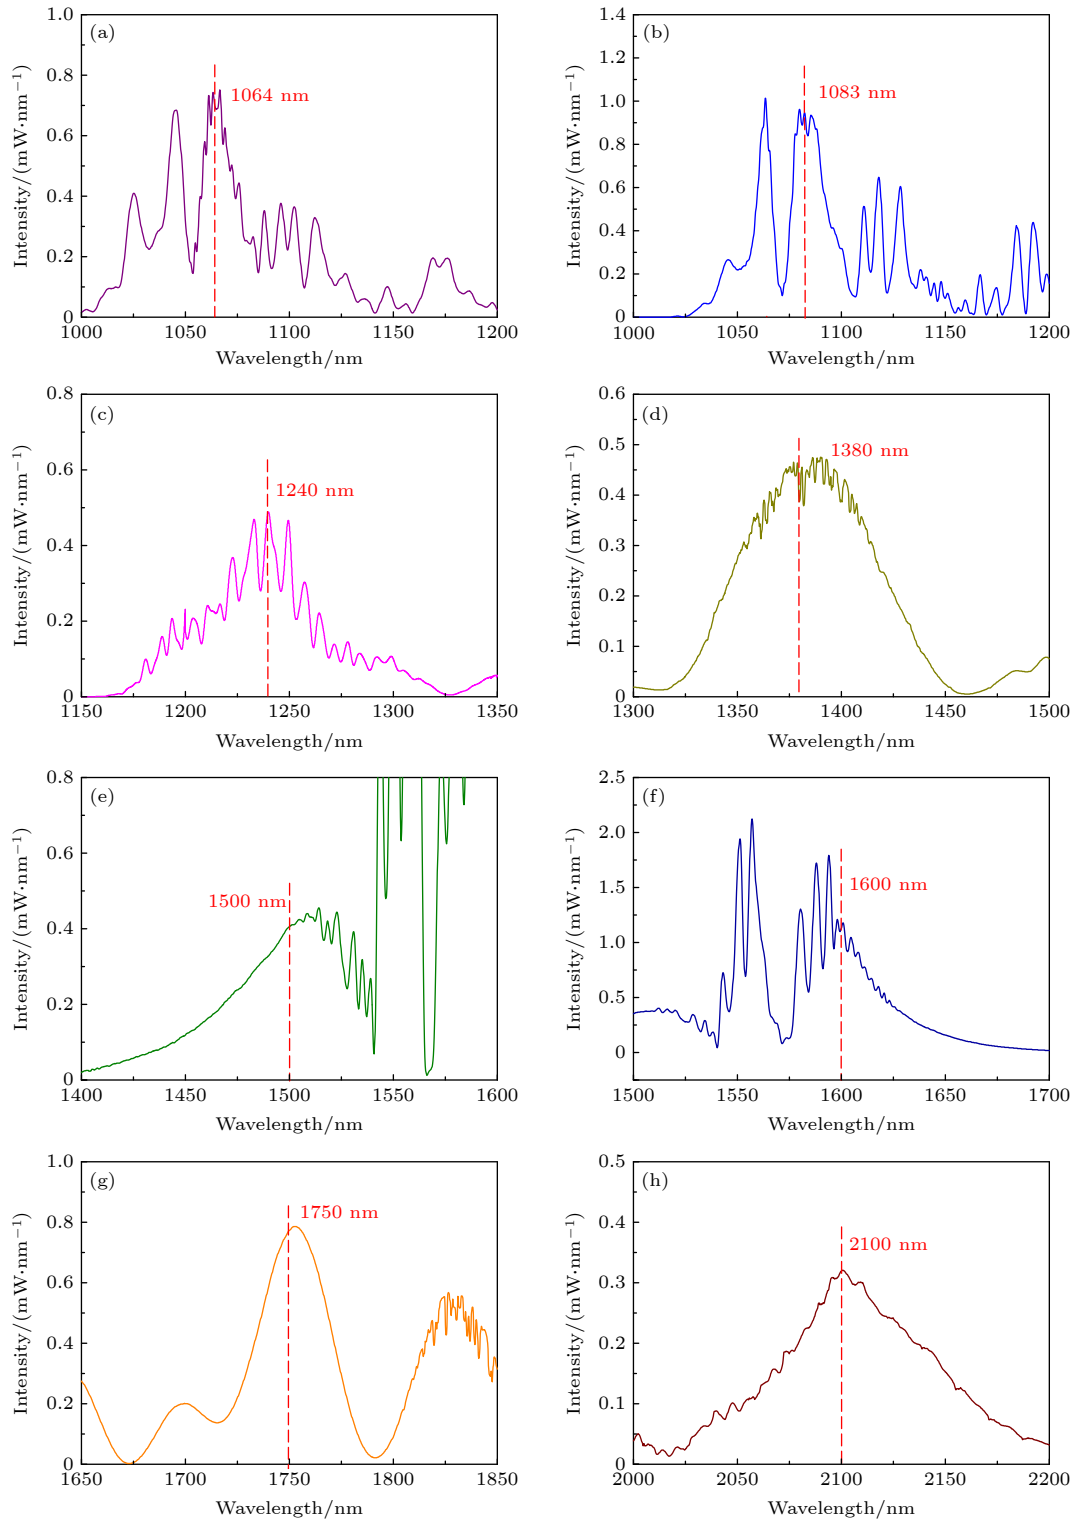 (a)
1064 nm
Intensity/(mW·nm⁻¹)
1.0
0.8
0.6
0.4
0.2
0
1000 1050 1100 1150 1200
Wavelength/nm
(b)
1083 nm
Intensity/(mW·nm⁻¹)
1.4
1.2
1.0
0.8
0.6
0.4
0.2
0
1000 1050 1100 1150 1200
Wavelength/nm
(c)
1240 nm
Intensity/(mW·nm⁻¹)
0.8
0.6
0.4
0.2
0
1150 1200 1250 1300 1350
Wavelength/nm
(d)
1380 nm
Intensity/(mW·nm⁻¹)
0.6
0.5
0.4
0.3
0.2
0.1
0
1300 1350 1400 1450 1500
Wavelength/nm
(e)
1500 nm
Intensity/(mW·nm⁻¹)
0.8
0.6
0.4
0.2
0
1400 1450 1500 1550 1600
Wavelength/nm
(f)
1600 nm
Intensity/(mW·nm⁻¹)
2.5
2.0
1.5
1.0
0.5
0
1500 1550 1600 1650 1700
Wavelength/nm
(g)
1750 nm
Intensity/(mW·nm⁻¹)
1.0
0.8
0.6
0.4
0.2
0
1650 1700 1750 1800 1850
Wavelength/nm
(h)
2100 nm
Intensity/(mW·nm⁻¹)
0.5
0.4
0.3
0.2
0.1
0
2000 2050 2100 2150 2200
Wavelength/nm